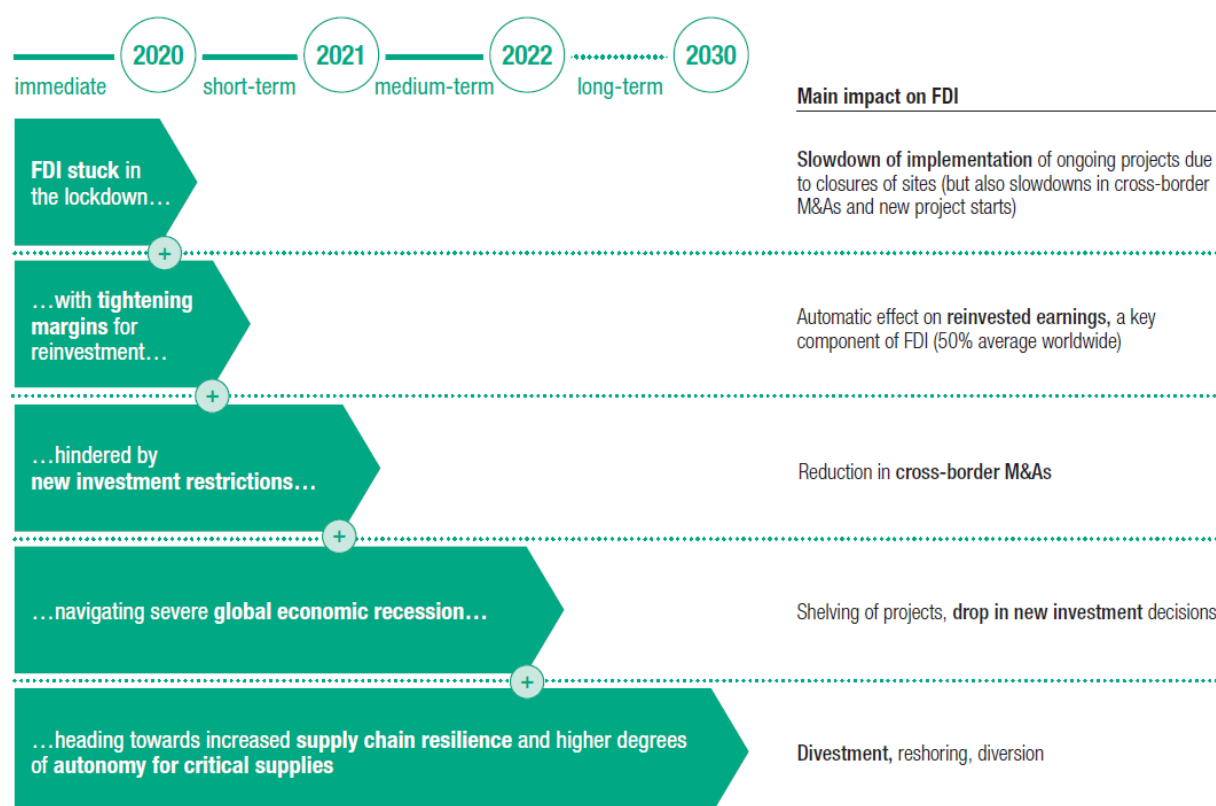 2020
2021
2022
2030
immediate
short-term
medium-term
long-term
Main impact on FDI
FDI stuck in
the lockdown…
Slowdown of implementation of ongoing projects due
to closures of sites (but also slowdowns in cross-border
M&As and new project starts)
+
…with tightening
margins for
reinvestment…
Automatic effect on reinvested earnings, a key
component of FDI (50% average worldwide)
+
…hindered by
new investment restrictions…
Reduction in cross-border M&As
+
…navigating severe global economic recession…
Shelving of projects, drop in new investment decisions
+
…heading towards increased supply chain resilience and higher degrees
of autonomy for critical supplies
Divestment, reshoring, diversion